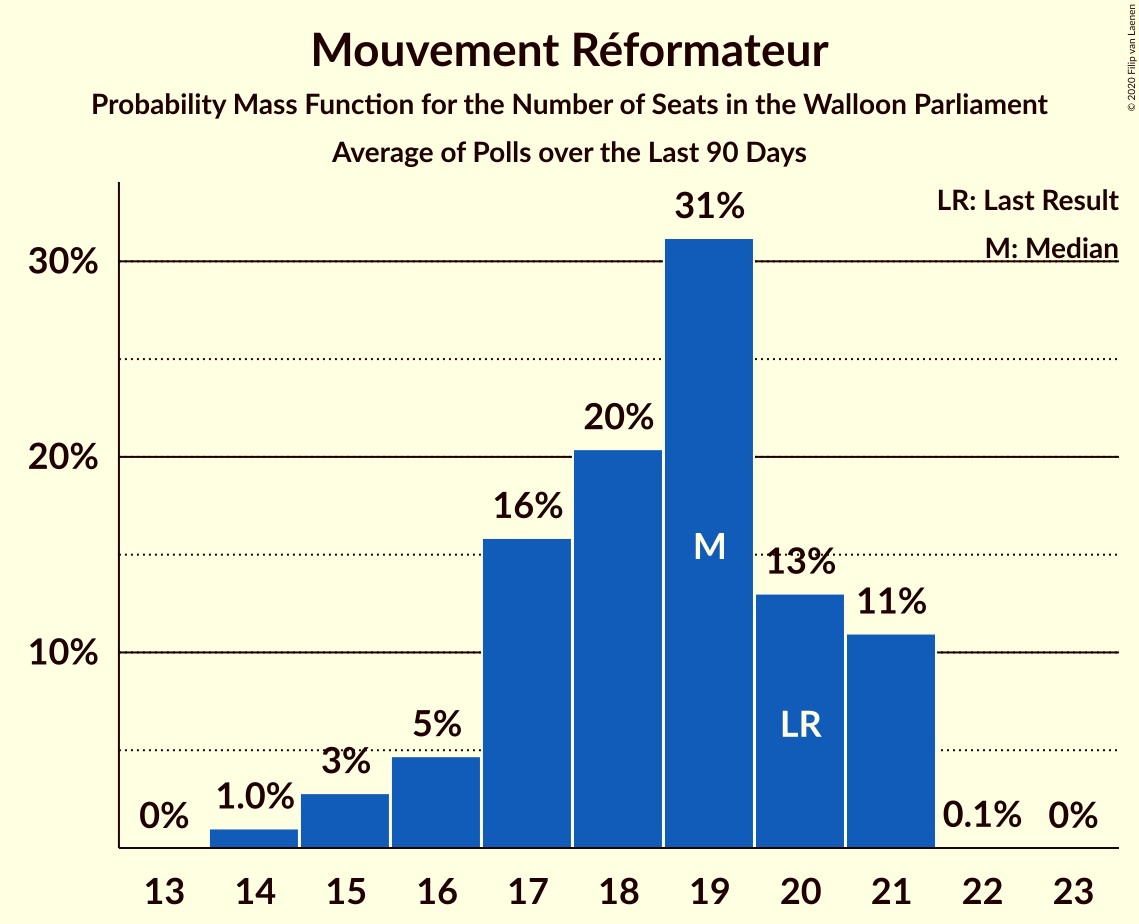 Mouvement Réformateur
Probability Mass Function for the Number of Seats in the Walloon Parliament
Average of Polls over the Last 90 Days
© 2020 Filip van Laenen
LR: Last Result
M: Median
30%
20%
10%
0%
1.0%
3%
5%
16%
20%
31%
M
13%
LR
11%
0.1%
0%
13 14 15 16 17 18 19 20 21 22 23